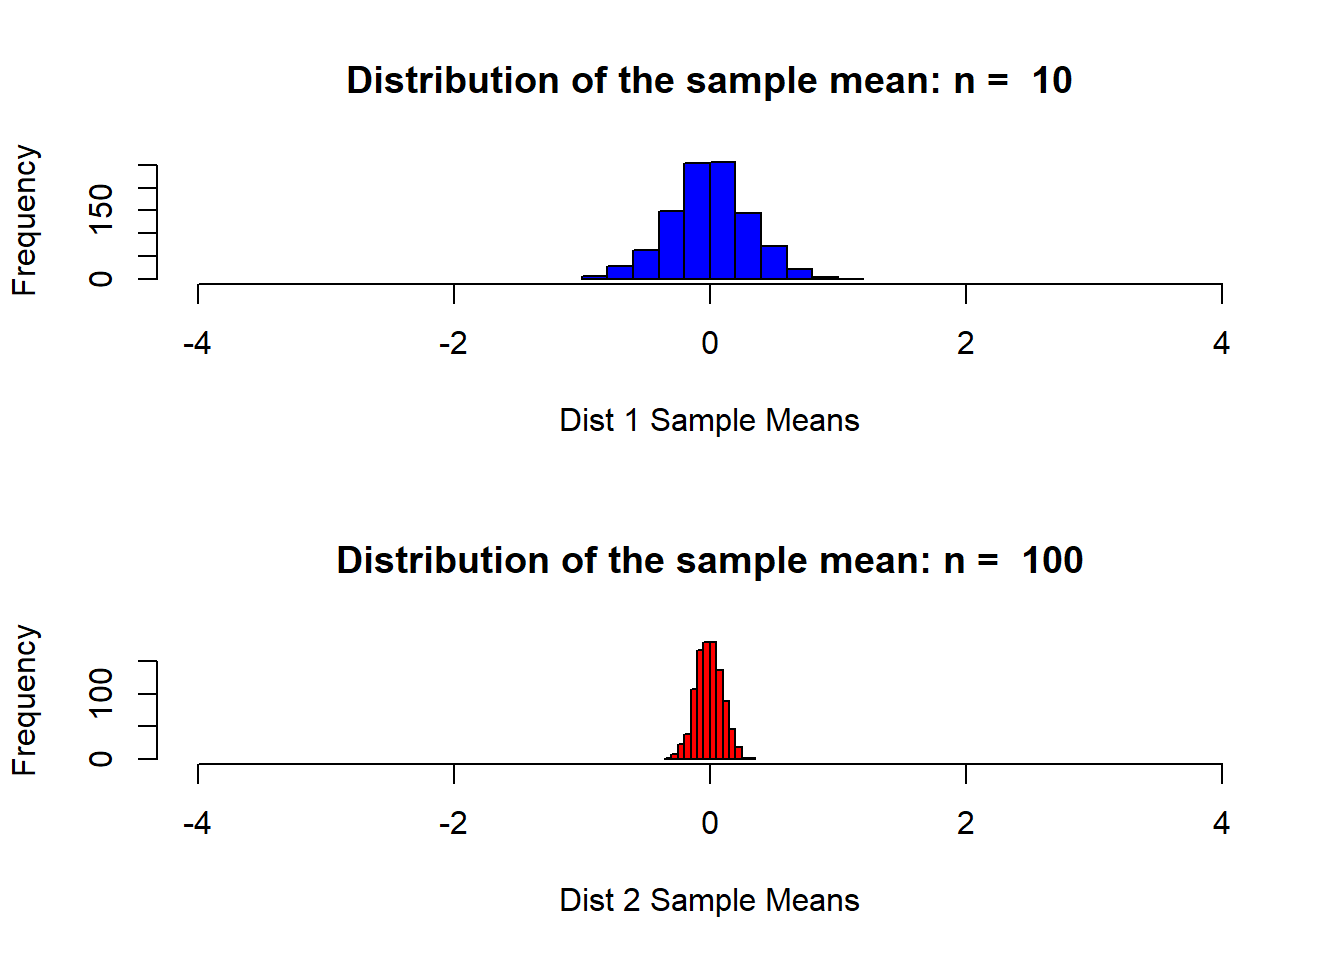 Distribution of the sample mean: n =  10
Frequency
150
0
-4 -2 0 2 4
Dist 1 Sample Means
Distribution of the sample mean: n =  100
Frequency
100
0
-4 -2 0 2 4
Dist 2 Sample Means